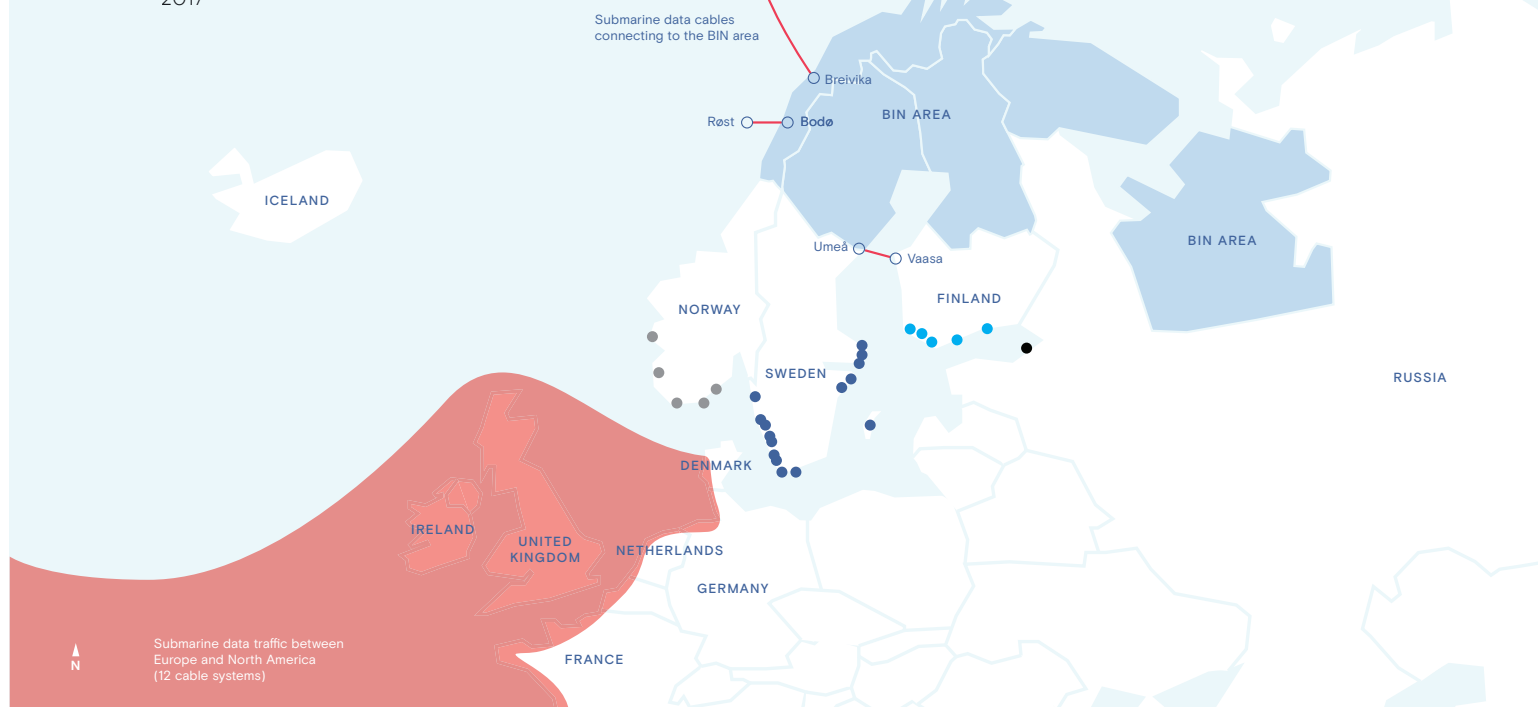 2017
Submarine data cables
connecting to the BIN area
Breivika
Røst
Bodø
BIN AREA
ICELAND
BIN AREA
Umeå
Vaasa
NORWAY
FINLAND
SWEDEN
RUSSIA
DENMARK
IRELAND
UNITED
KINGDOM
NETHERLANDS
GERMANY
FRANCE
N
Submarine data traffic between
Europe and North America
(12 cable systems)